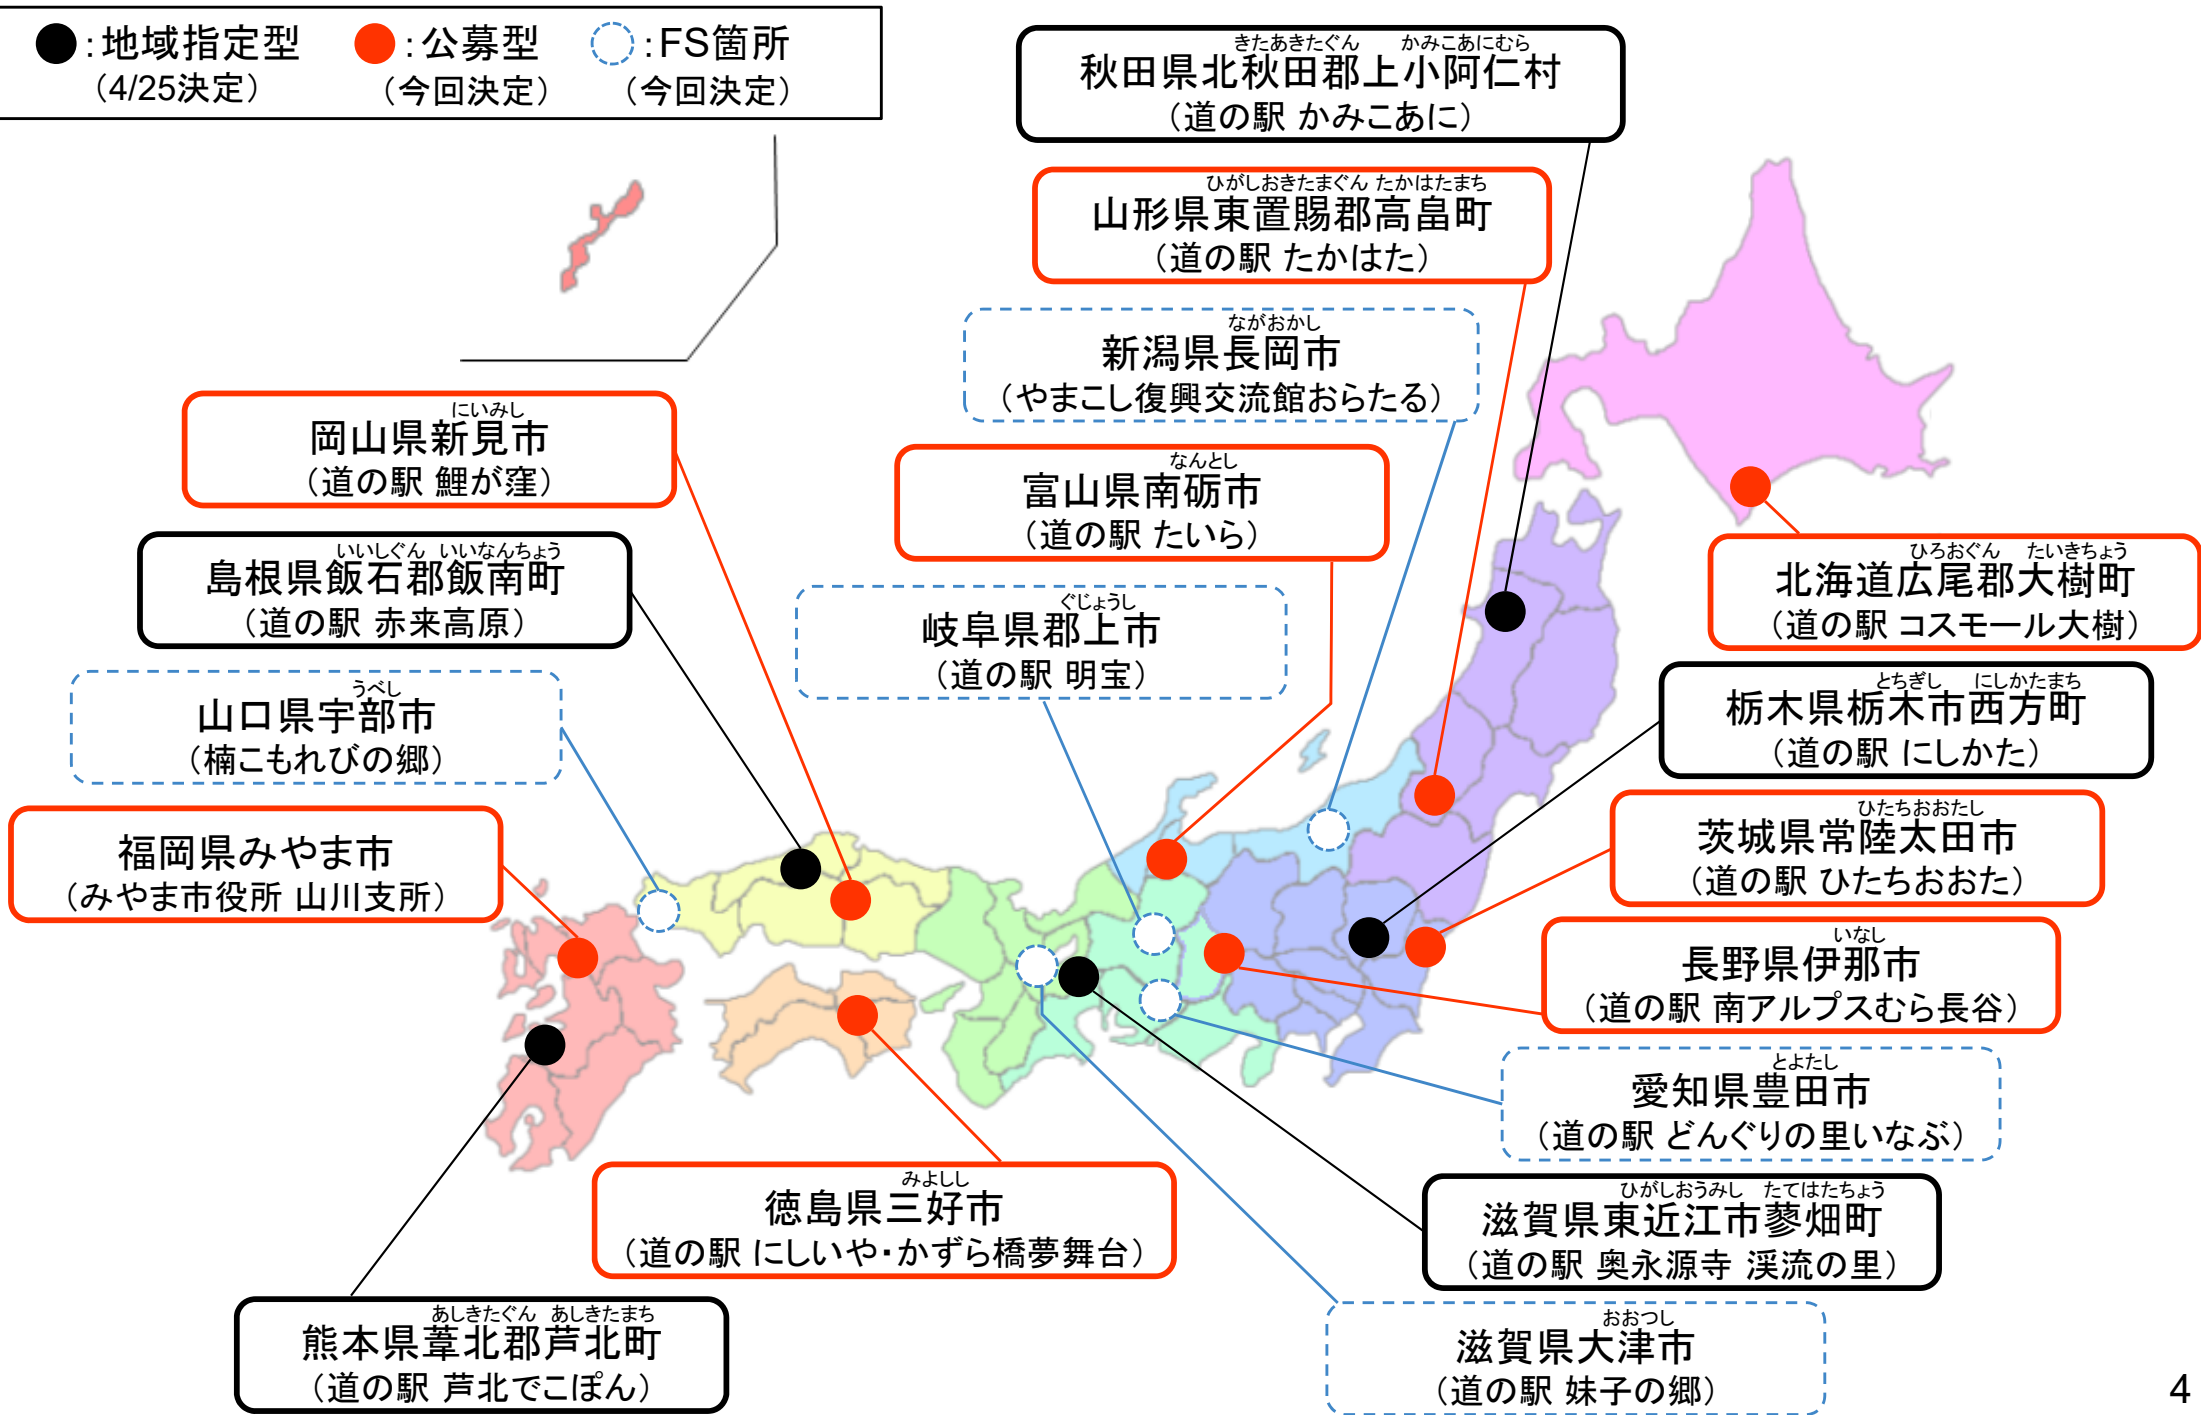 ：地域指定型
（4/25決定）
：公募型
（今回決定）
：FS箇所
（今回決定）
きたあきたぐん かみこあにむら
秋田県北秋田郡上小阿仁村
（道の駅 かみこあに）
ひがしおきたまぐん たかはたまち
山形県東置賜郡高畠町
（道の駅 たかはた）
ながおかし
新潟県長岡市
（やまこし復興交流館おらたる）
にいみし
岡山県新見市
（道の駅 鯉が窪）
なんとし
富山県南砺市
（道の駅 たいら）
いいしぐん いいなんちょう
島根県飯石郡飯南町
（道の駅 赤来高原）
ひろおぐん たいきちょう
北海道広尾郡大樹町
（道の駅 コスモール大樹）
ぐじょうし
岐阜県郡上市
（道の駅 明宝）
うべし
山口県宇部市
（楠こもれびの郷）
とちぎし にしかたまち
栃木県栃木市西方町
（道の駅 にしかた）
福岡県みやま市
（みやま市役所 山川支所）
ひたちおおたし
茨城県常陸太田市
（道の駅 ひたちおおた）
いなし
長野県伊那市
（道の駅 南アルプスむら長谷）
とよたし
愛知県豊田市
（道の駅 どんぐりの里いなぶ）
みよしし
徳島県三好市
（道の駅 にしいや・かずら橋夢舞台）
ひがしおうみし たてはたちょう
滋賀県東近江市蓼畑町
（道の駅 奥永源寺 渓流の里）
あしきたぐん あしきたまち
熊本県葦北郡芦北町
（道の駅 芦北でこぽん）
おおつし
滋賀県大津市
（道の駅 妹子の郷）
4